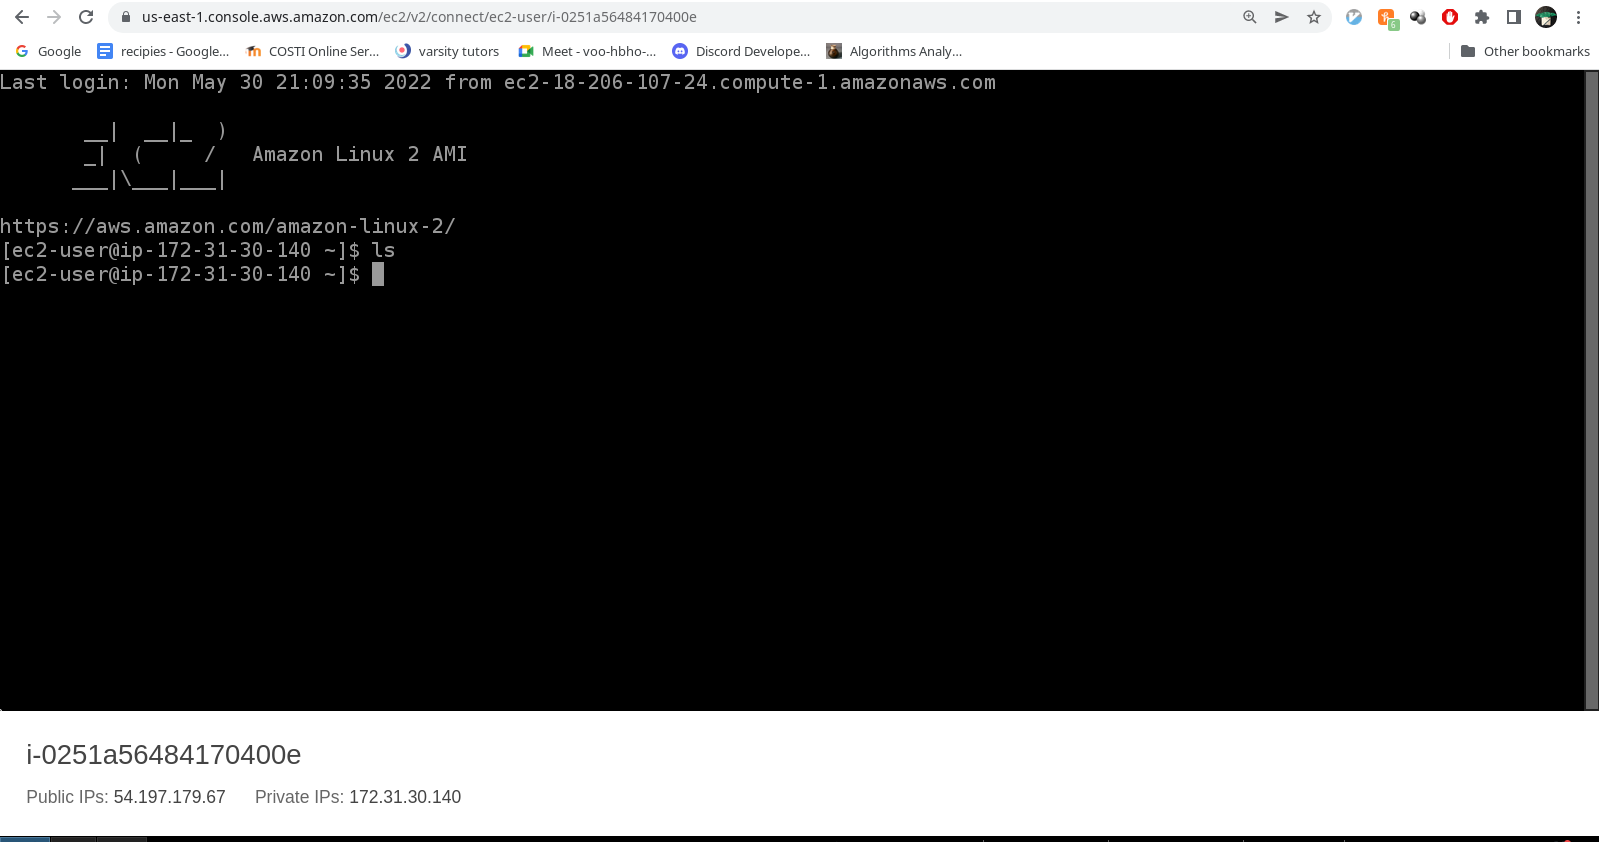 us-east-1.console.aws.amazon.com/ec2/v2/connect/ec2-user/i-0251a56484170400e
6
Google
recipies - Google...
COSTI Online Ser...
varsity tutors
Meet - voo-hbho-...
Discord Develope...
Algorithms Analy...
Other bookmarks
Last login: Mon May 30 21:09:35 2022 from ec2-18-206-107-24.compute-1.amazonaws.com
       __|  __|_  )
       _|  (     /   Amazon Linux 2 AMI
      ___|\___|___|
https://aws.amazon.com/amazon-linux-2/
[ec2-user@ip-172-31-30-140 ~]$ ls
[ec2-user@ip-172-31-30-140 ~]$
i-0251a56484170400e
Public IPs: 54.197.179.67 Private IPs: 172.31.30.140